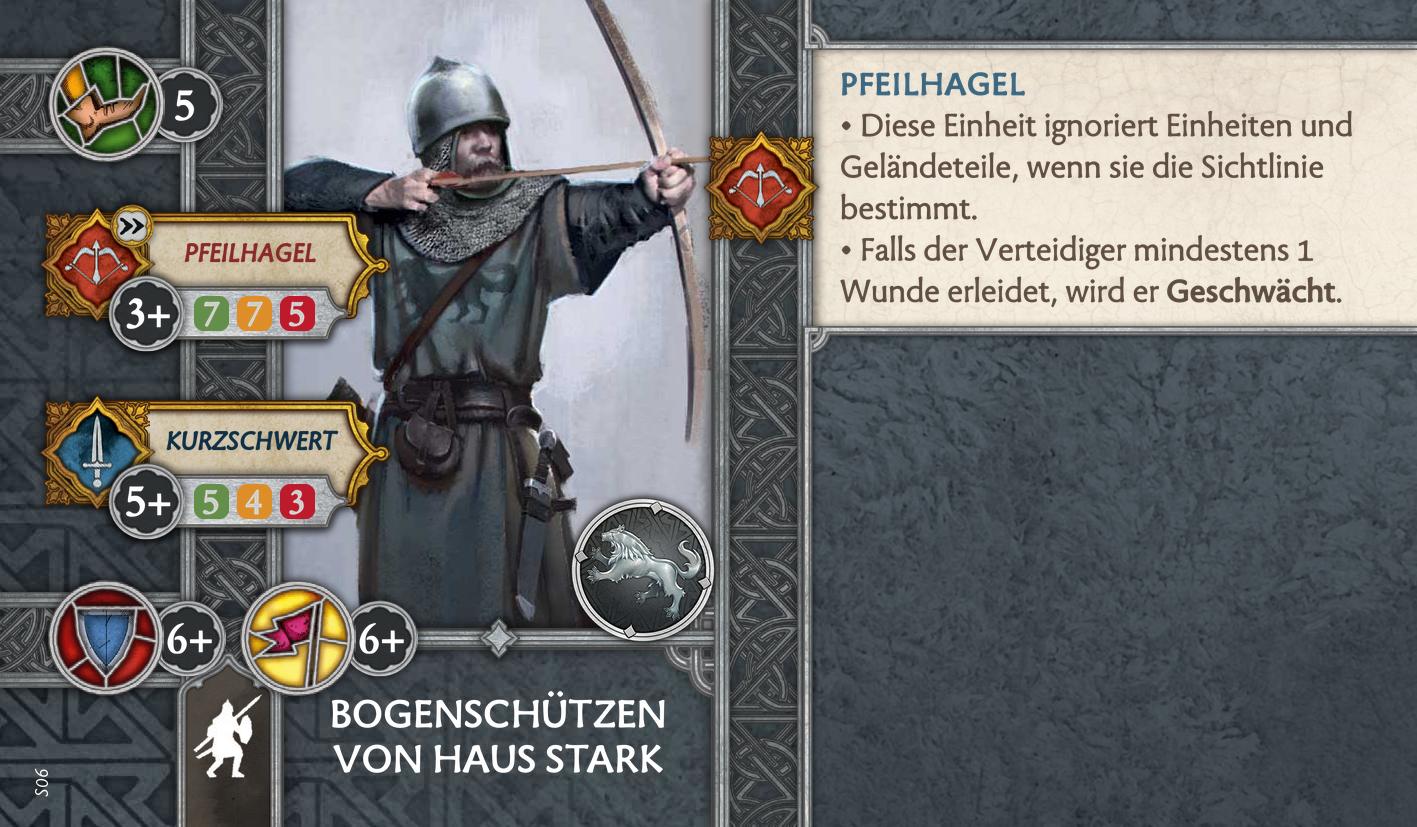 5
PFEILHAGEL
3+ 7 7 5
KURZSCHWERT
5+ 5 4 3
6+ 6+
BOGENSCHÜTZEN
VON HAUS STARK
S06
PFEILHAGEL
• Diese Einheit ignoriert Einheiten und
Geländeteile, wenn sie die Sichtlinie
bestimmt.
• Falls der Verteidiger mindestens 1
Wunde erleidet, wird er Geschwächt.